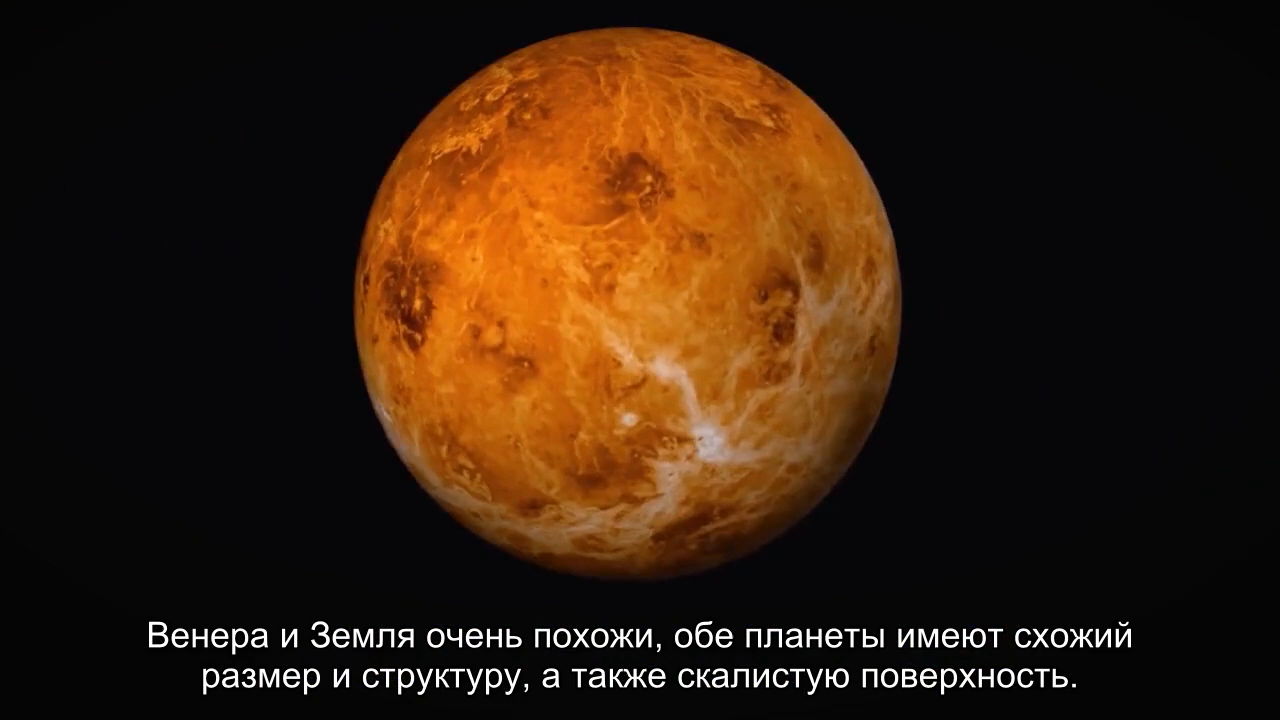 Венера и Земля очень похожи, обе планеты имеют схожий
размер и структуру, а также скалистую поверхность.